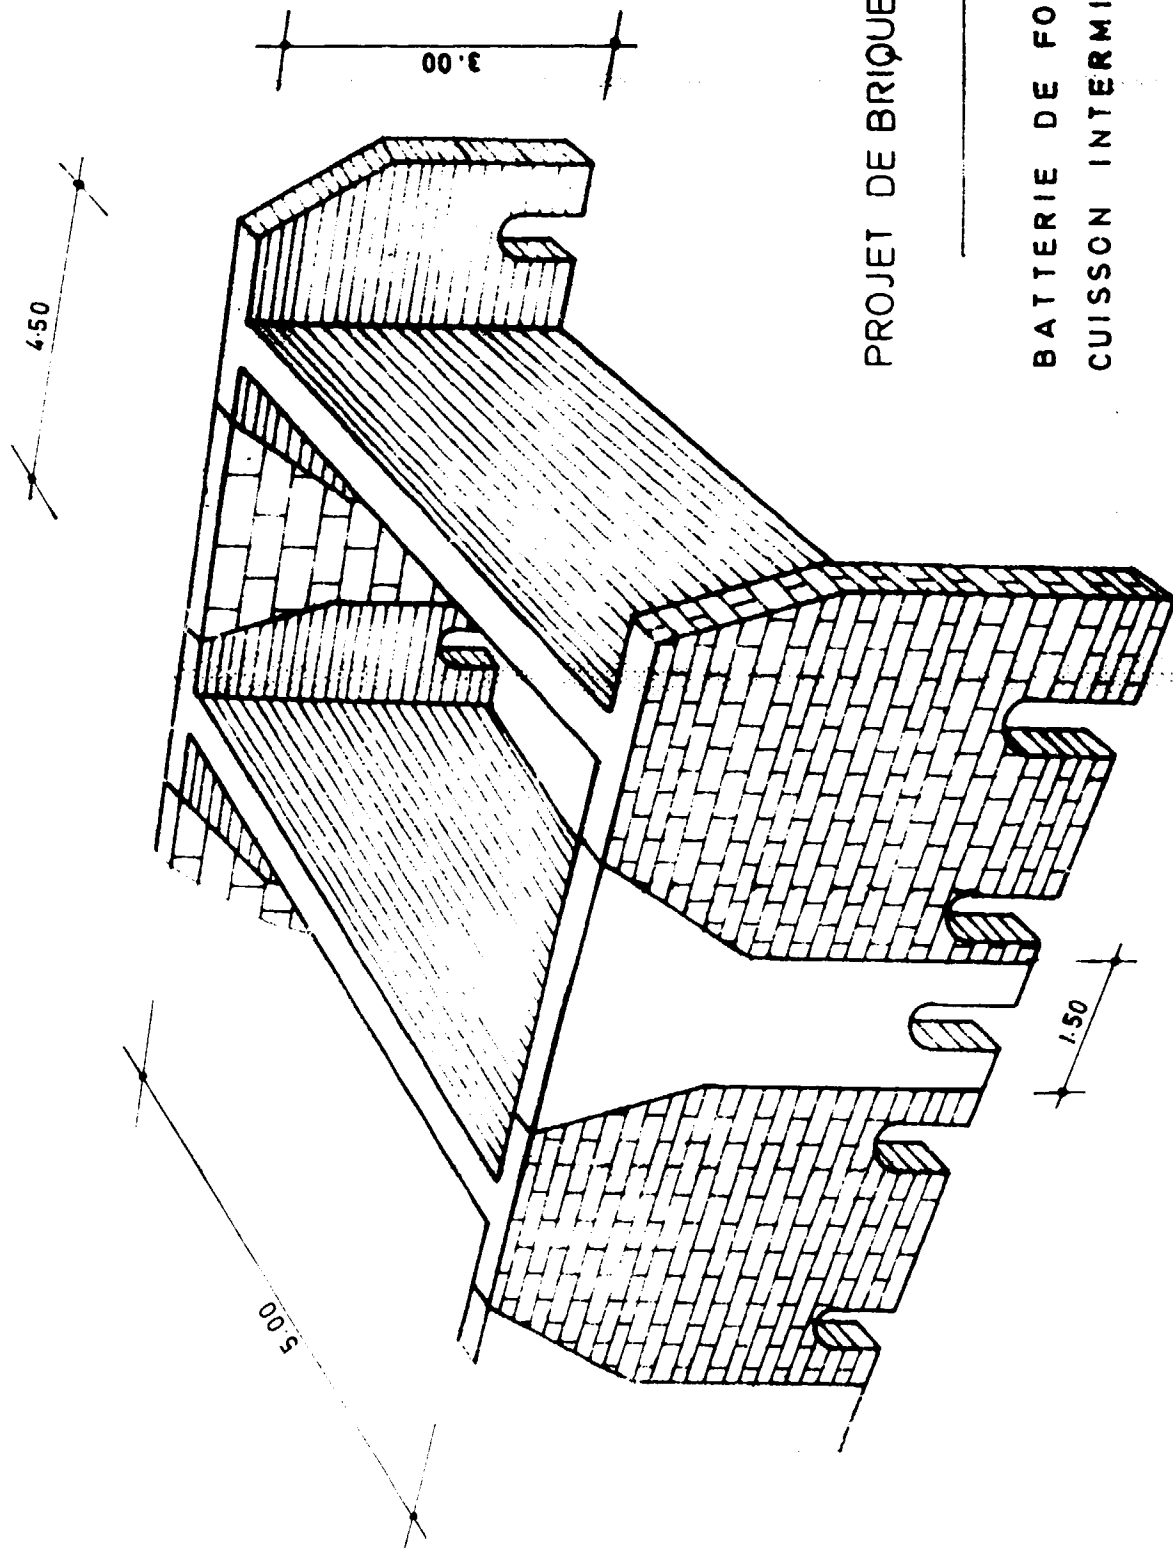 4.50
3.00
5.00
1.50
PROJET DE BRIQUE
BATTERIE DE FO
CUISSON INTERMI